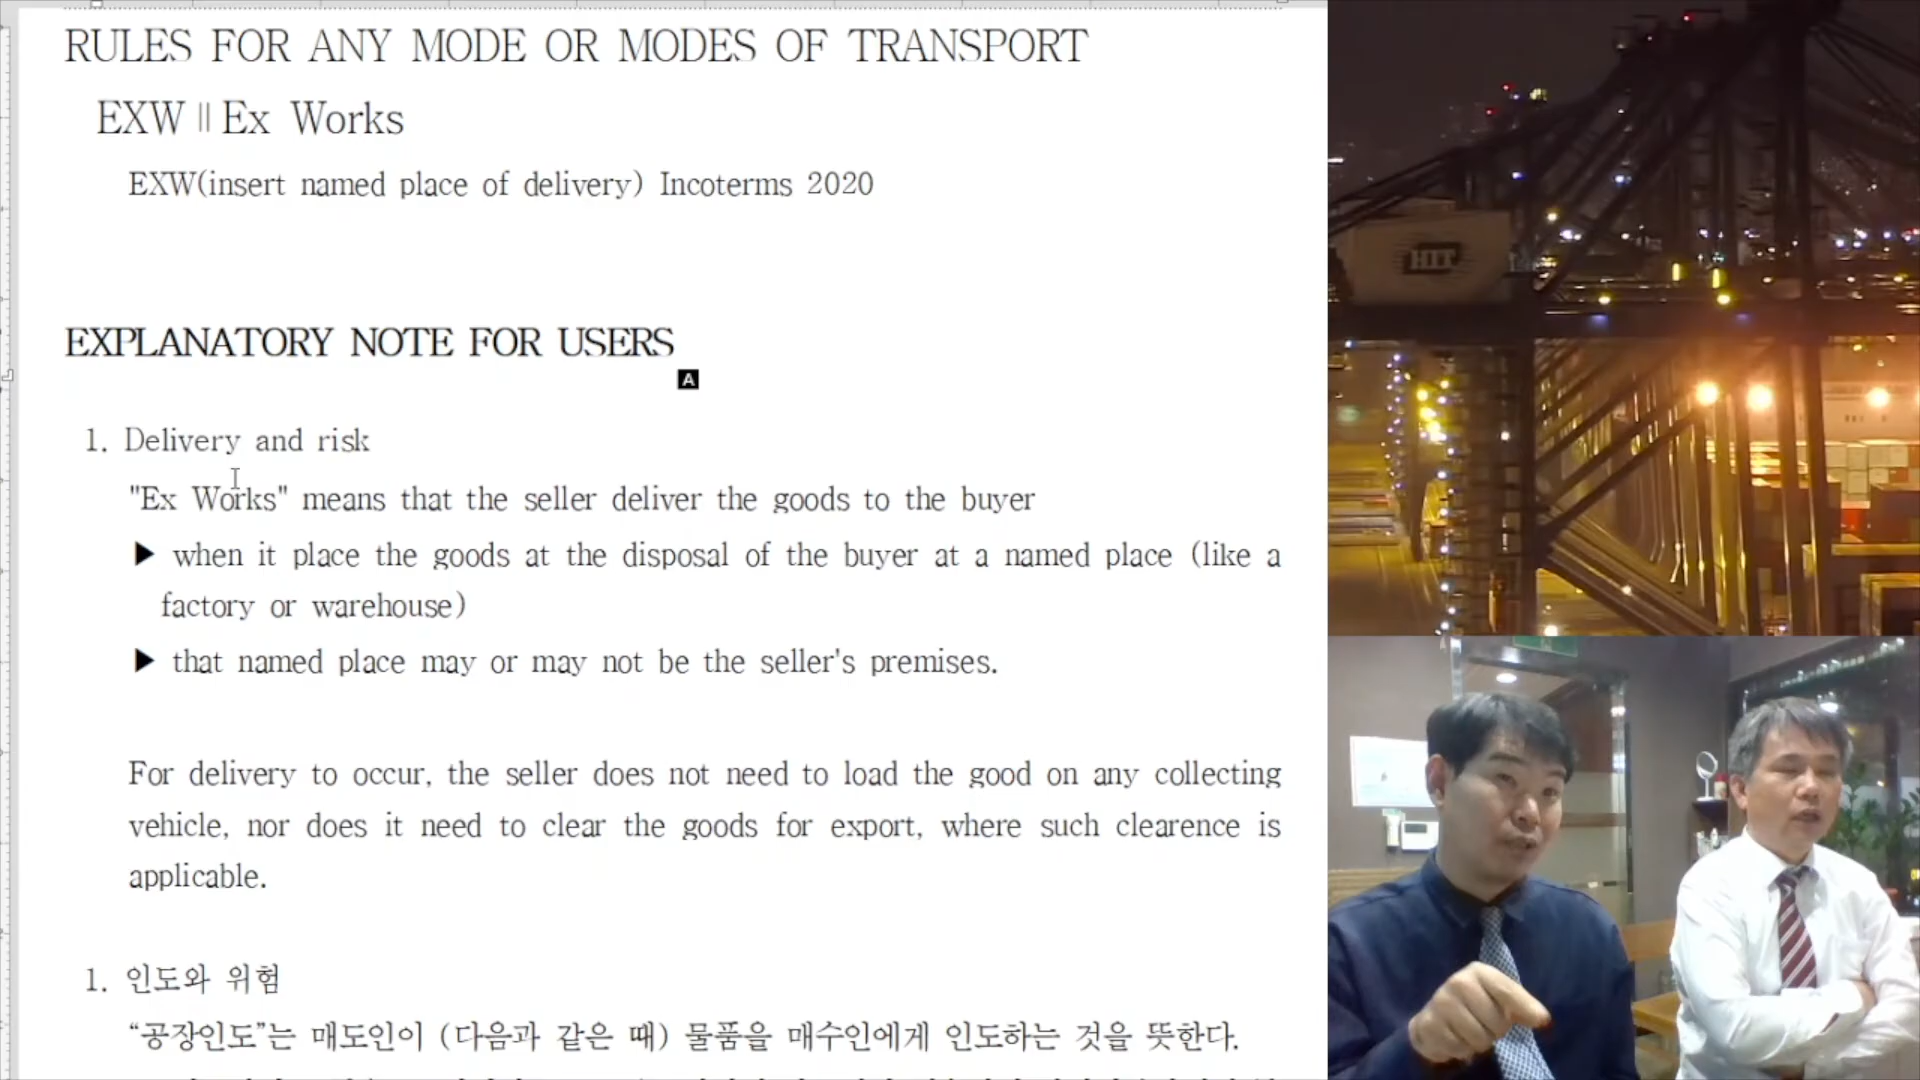 RULES FOR ANY MODE OR MODES OF TRANSPORT
EXW || Ex Works
EXW(insert named place of delivery) Incoterms 2020
EXPLANATORY NOTE FOR USERS
A
1. Delivery and risk
"Ex Works" means that the seller deliver the goods to the buyer
▶ when it place the goods at the disposal of the buyer at a named place (like a
factory or warehouse)
▶ that named place may or may not be the seller's premises.
For delivery to occur, the seller does not need to load the good on any collecting
vehicle, nor does it need to clear the goods for export, where such clearence is
applicable.
1. 인도와 위험
“공장인도”는 매도인이 (다음과 같은 때) 물품을 매수인에게 인도하는 것을 뜻한다.
HIT